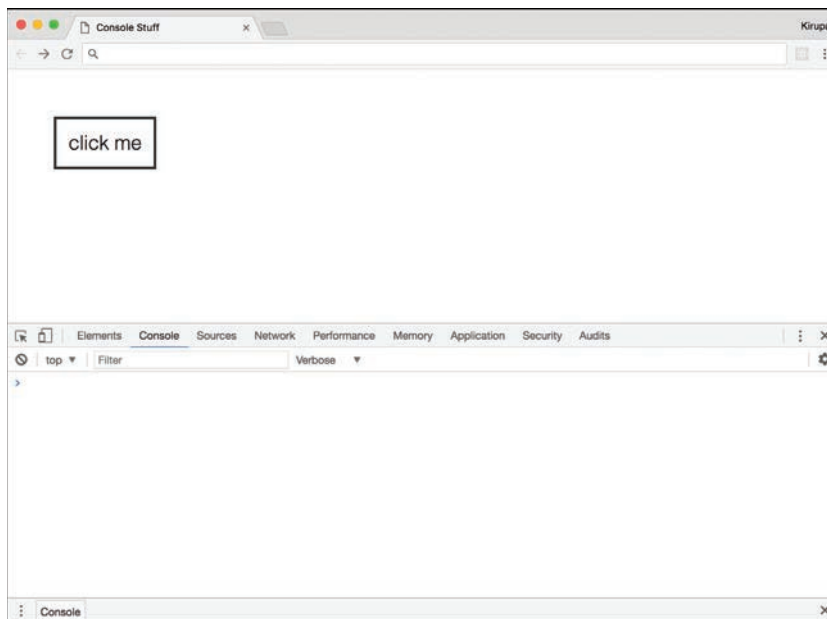 Console Stuff
Kirupa
click me
Elements Console Sources Network Performance Memory Application Security Audits
top Filter Verbose
Console